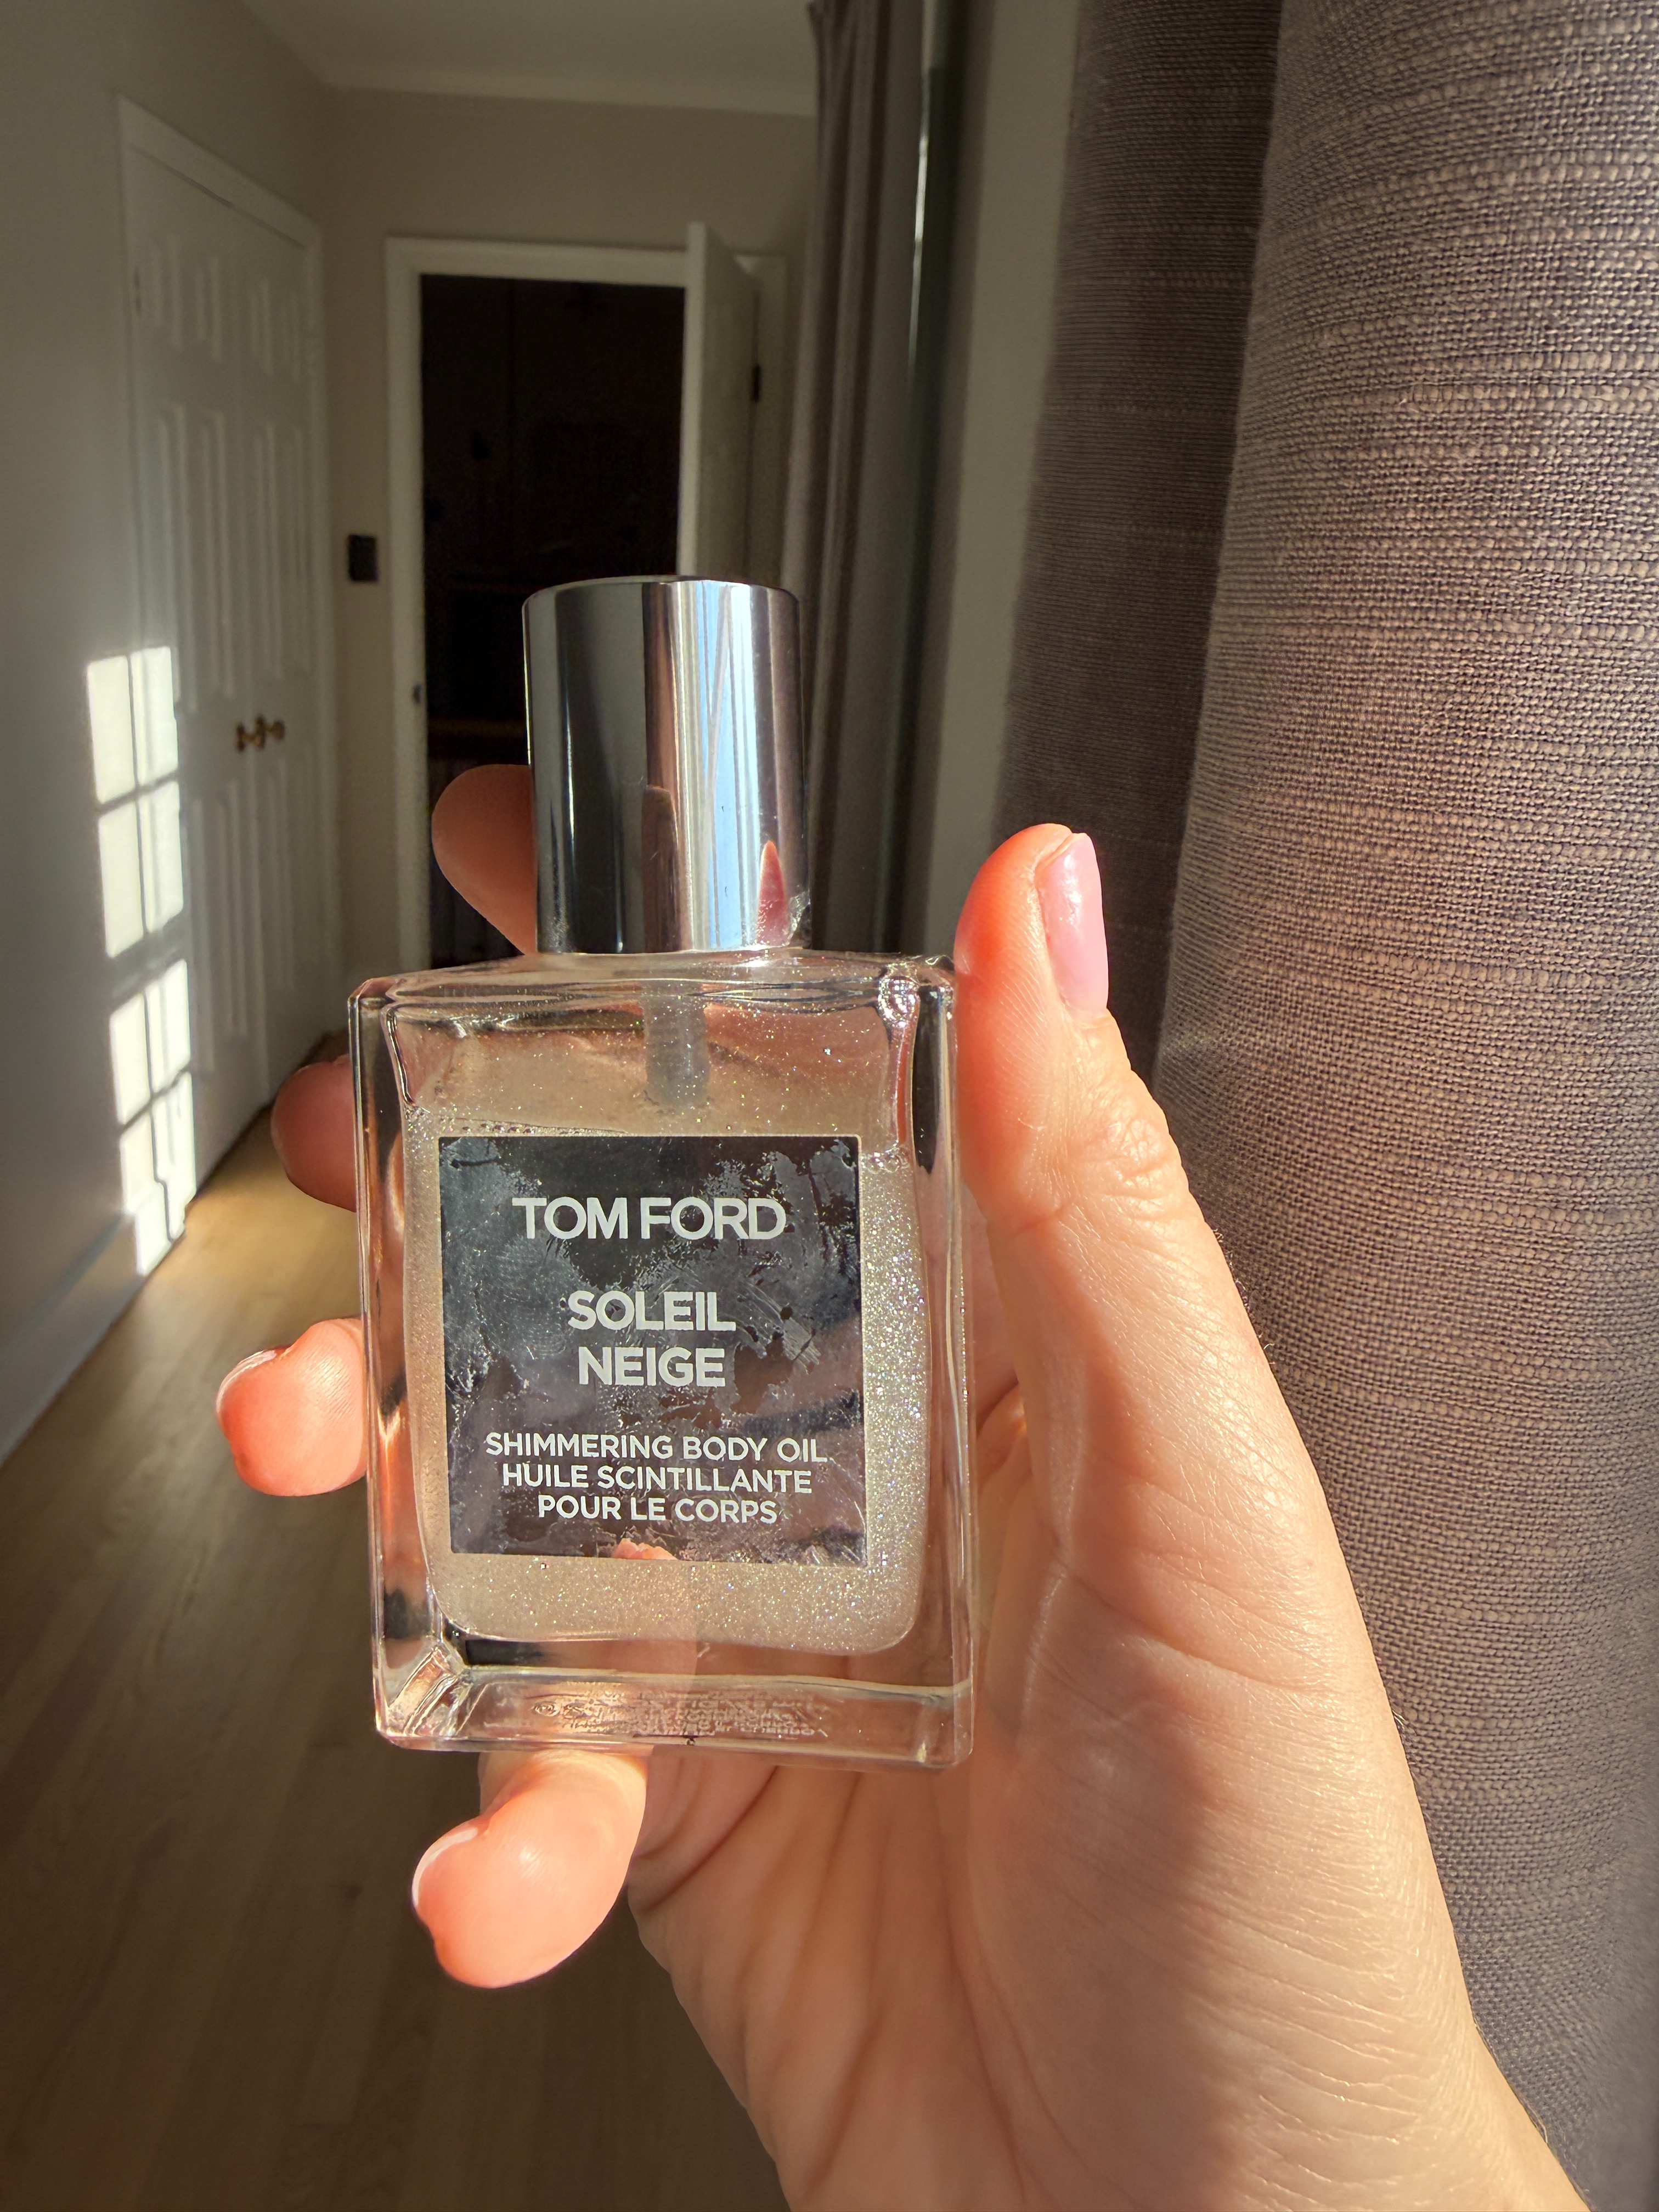 TOM FORD
SOLEIL
NEIGE
SHIMMERING BODY OIL
HUILE SCINTILLANTE
POUR LE CORPS